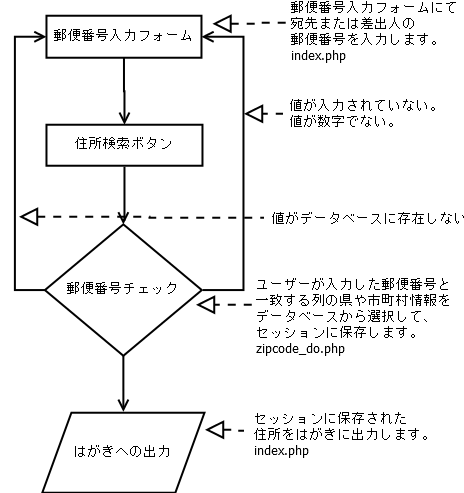 郵便番号入力フォームにて
宛先または差出人の
郵便番号を入力します。
index.php
郵便番号入力フォーム
値が入力されていない。
値が数字でない。
住所検索ボタン
値がデータベースに存在しない
郵便番号チェック
ユーザーが入力した郵便番号と
一致する列の県や市町村情報を
データベースから選択して、
セッションに保存します。
zipcode_do.php
セッションに保存された
住所をはがきに出力します。
index.php
はがきへの出力